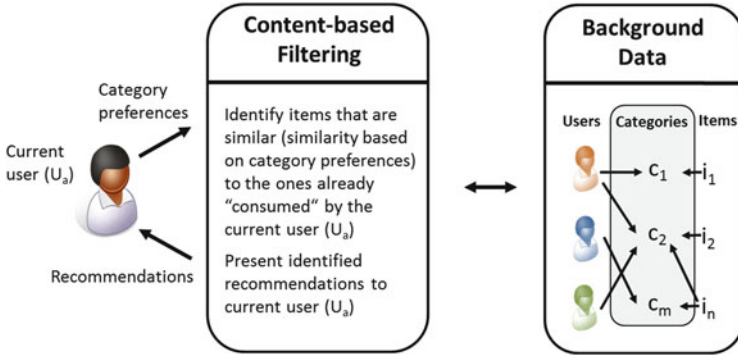 Content-based
Filtering
Category
preferences
Current
user (Uₐ)
Recommendations
Identify items that are
similar (similarity based
on category preferences)
to the ones already
“consumed“ by the
current user (Uₐ)
Present identified
recommendations to
current user (Uₐ)
Background
Data
Users Categories Items
c₁ i₁
c₂ i₂
cₘ iₙ